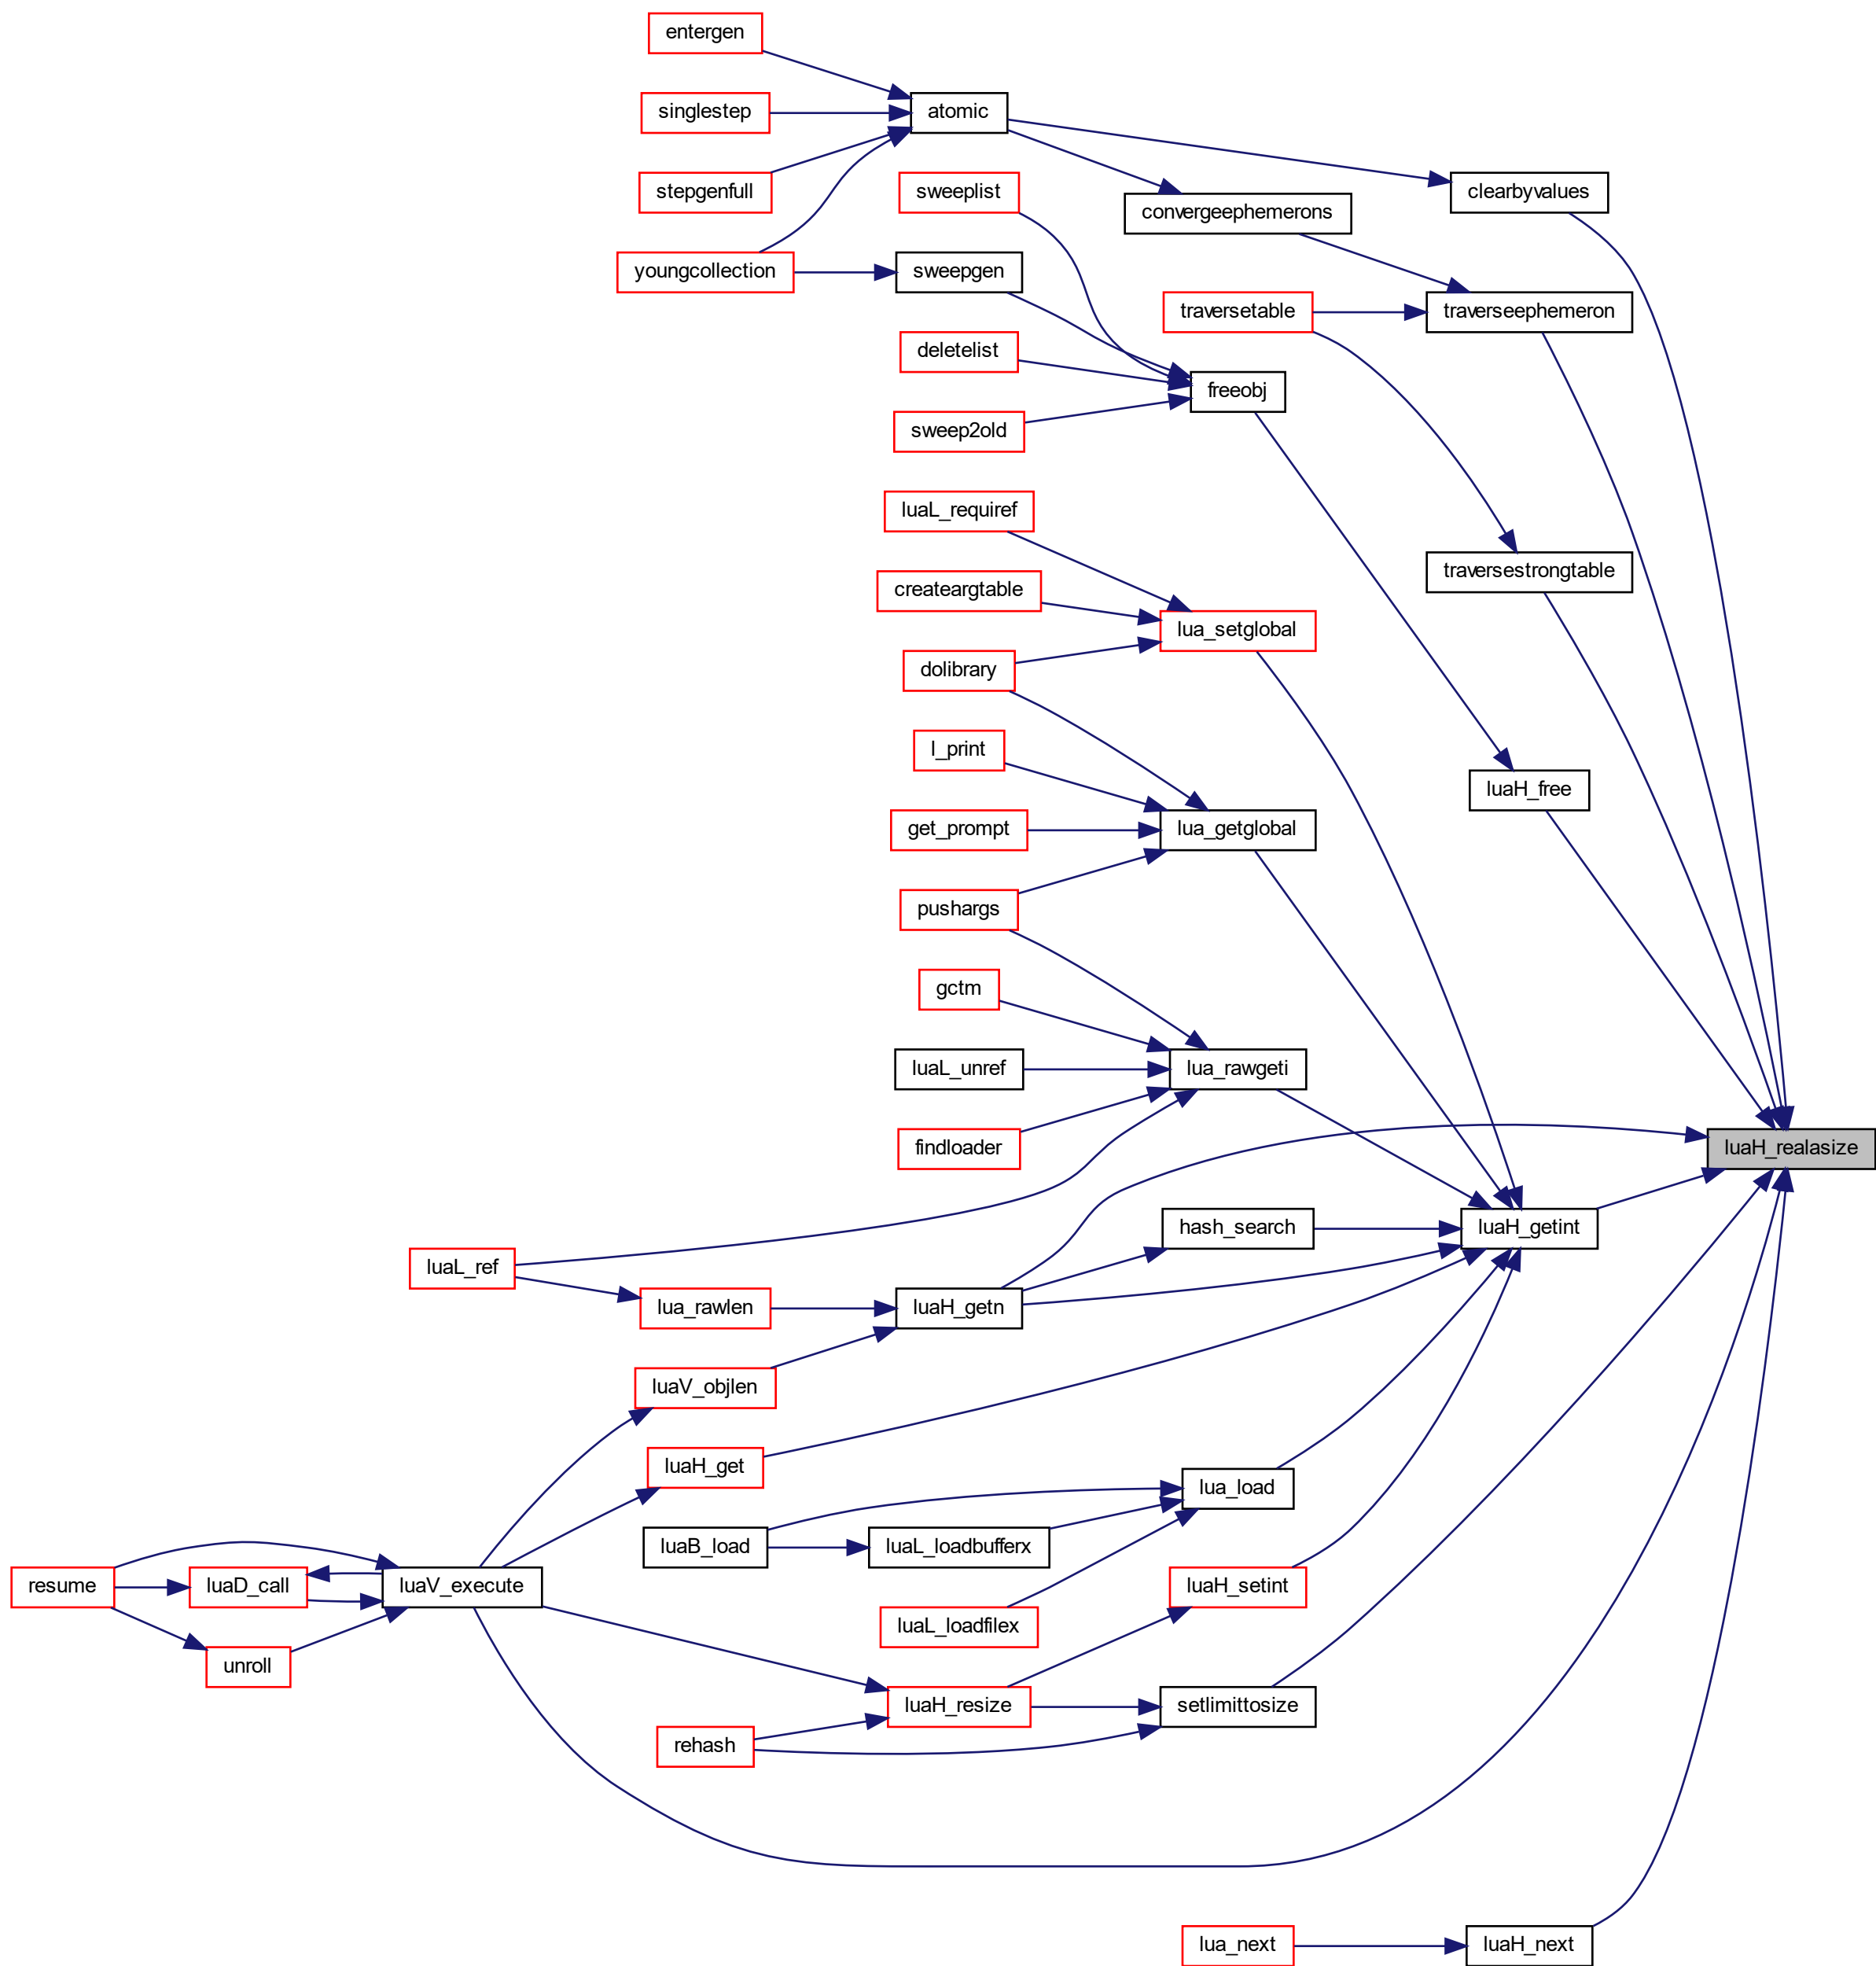 entergen
singlestep
atomic
stepgenfull
sweeplist
clearbyvalues
convergeephemerons
youngcollection
sweepgen
traversetable
traverseephemeron
deletelist
freeobj
sweep2old
luaL_requiref
traversestrongtable
createargtable
lua_setglobal
dolibrary
l_print
luaH_free
get_prompt
lua_getglobal
pushargs
gctm
luaL_unref
lua_rawgeti
findloader
luaH_realasize
hash_search
luaH_getint
luaL_ref
lua_rawlen
luaH_getn
luaV_objlen
luaH_get
lua_load
luaB_load
luaL_loadbufferx
resume
luaD_call
luaV_execute
luaH_setint
luaL_loadfilex
unroll
luaH_resize
setlimittosize
rehash
lua_next
luaH_next